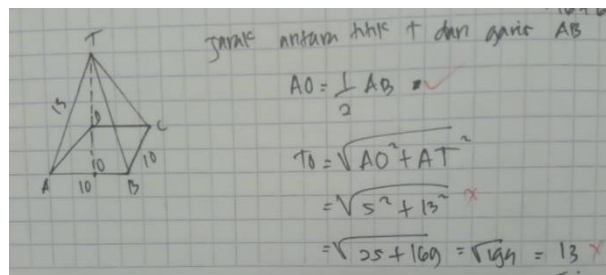 Jarak antara titik T dan garis AB
T
AO = 1/2 AB
13
D
C
TO = √AO² + AT²
10
O
A
10
B
= √5² + 13²
= √25 + 169 = √194 = 13